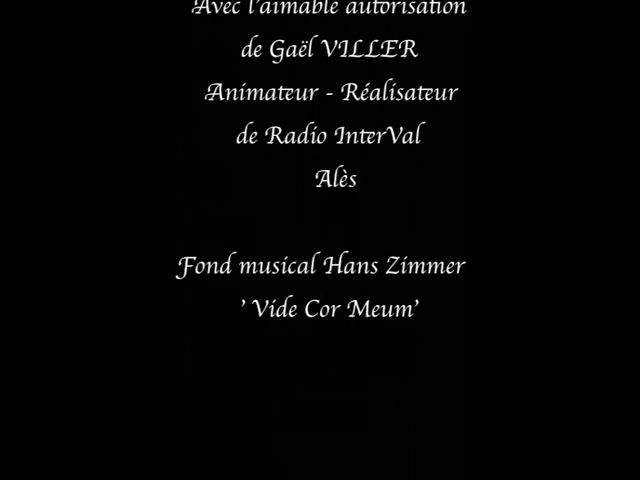 Avec l'aimable autorisation
de Gaël VILLER
Animateur - Réalisateur
de Radio InterVal
Alès
Fond musical Hans Zimmer
' Vide Cor Meum'